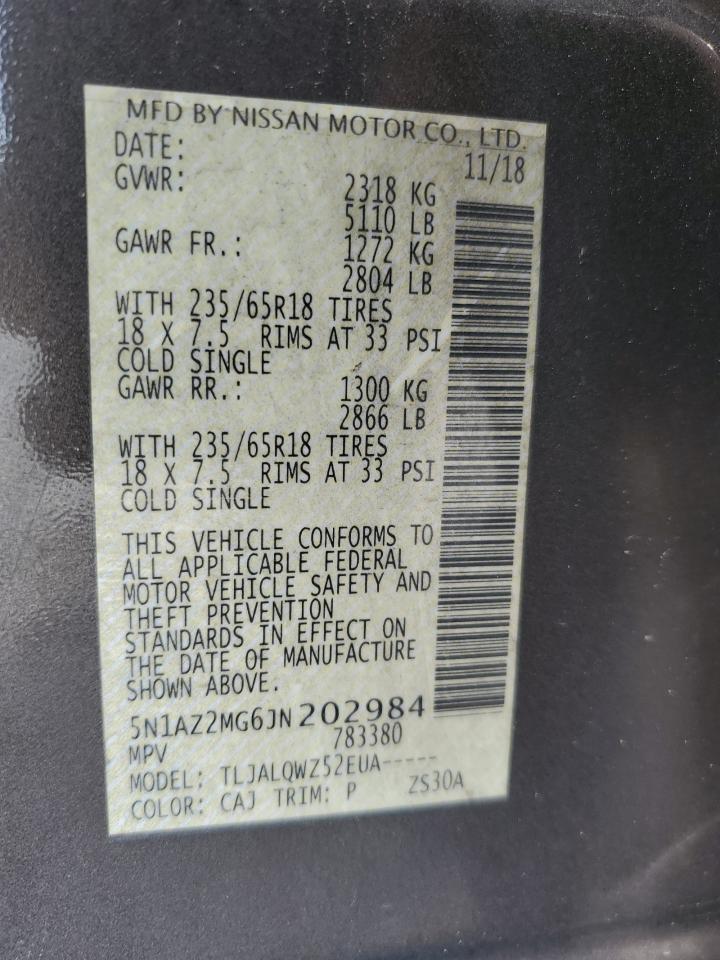 MFD BY NISSAN MOTOR CO., LTD.
DATE: 11/18
GVWR: 2318 KG
5110 LB
GAWR FR.: 1272 KG
2804 LB
WITH 235/65R18 TIRES
18 X 7.5 RIMS AT 33 PSI
COLD SINGLE
GAWR RR.: 1300 KG
2866 LB
WITH 235/65R18 TIRES
18 X 7.5 RIMS AT 33 PSI
COLD SINGLE
THIS VEHICLE CONFORMS TO
ALL APPLICABLE FEDERAL
MOTOR VEHICLE SAFETY AND
THEFT PREVENTION
STANDARDS IN EFFECT ON
THE DATE OF MANUFACTURE
SHOWN ABOVE.
5N1AZ2MG6JN202984
MPV 783380
MODEL: TLJALQWZ52EUA-----
COLOR: CAJ TRIM: P ZS30A